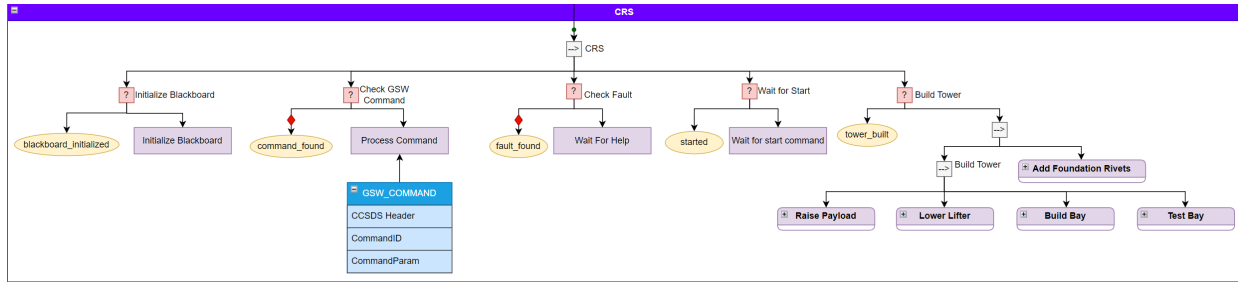 CRS
--> CRS
? Initialize Blackboard
? Check GSW
Command
? Check Fault
? Wait for Start
? Build Tower
blackboard_initialized
Initialize Blackboard
command_found
Process Command
fault_found
Wait For Help
started
Wait for start command
tower_built
-->
--> Build Tower
Add Foundation Rivets
GSW_COMMAND
CCSDS Header
CommandID
CommandParam
Raise Payload
Lower Lifter
Build Bay
Test Bay